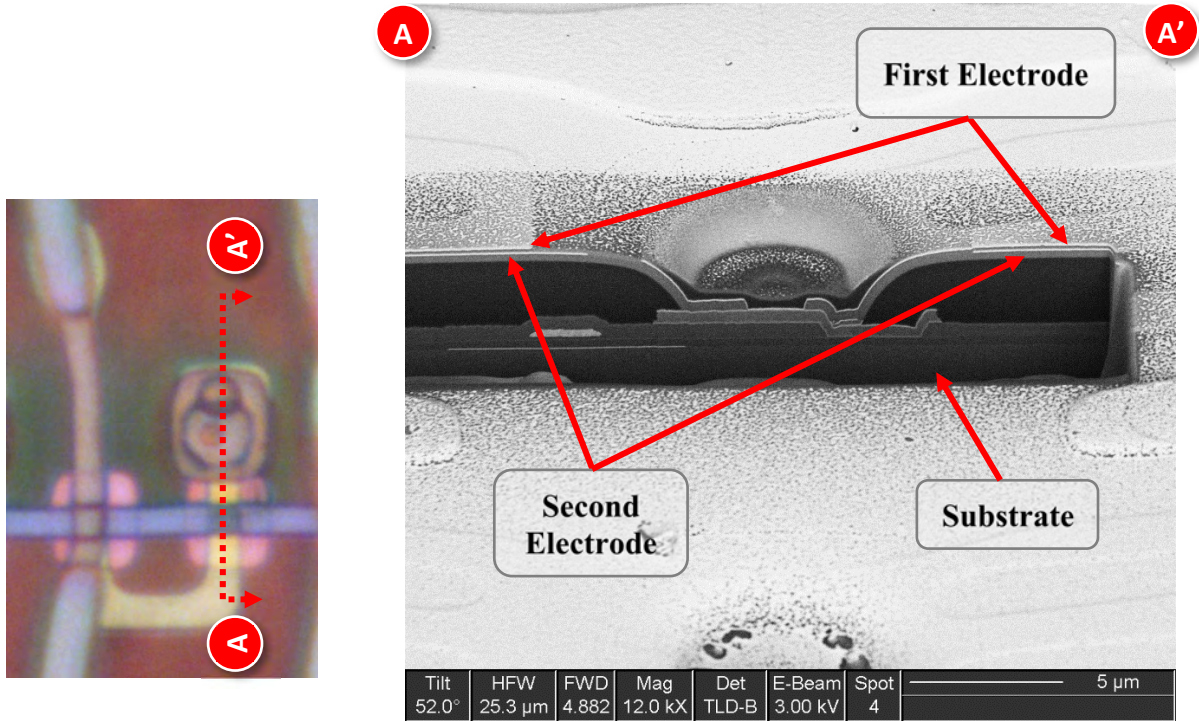 A
A'
First Electrode
A'
Second
Electrode
Substrate
A
Tilt HFW FWD Mag Det E-Beam Spot
52.0° 25.3 µm 4.882 12.0 kX TLD-B 3.00 kV 4
5 µm